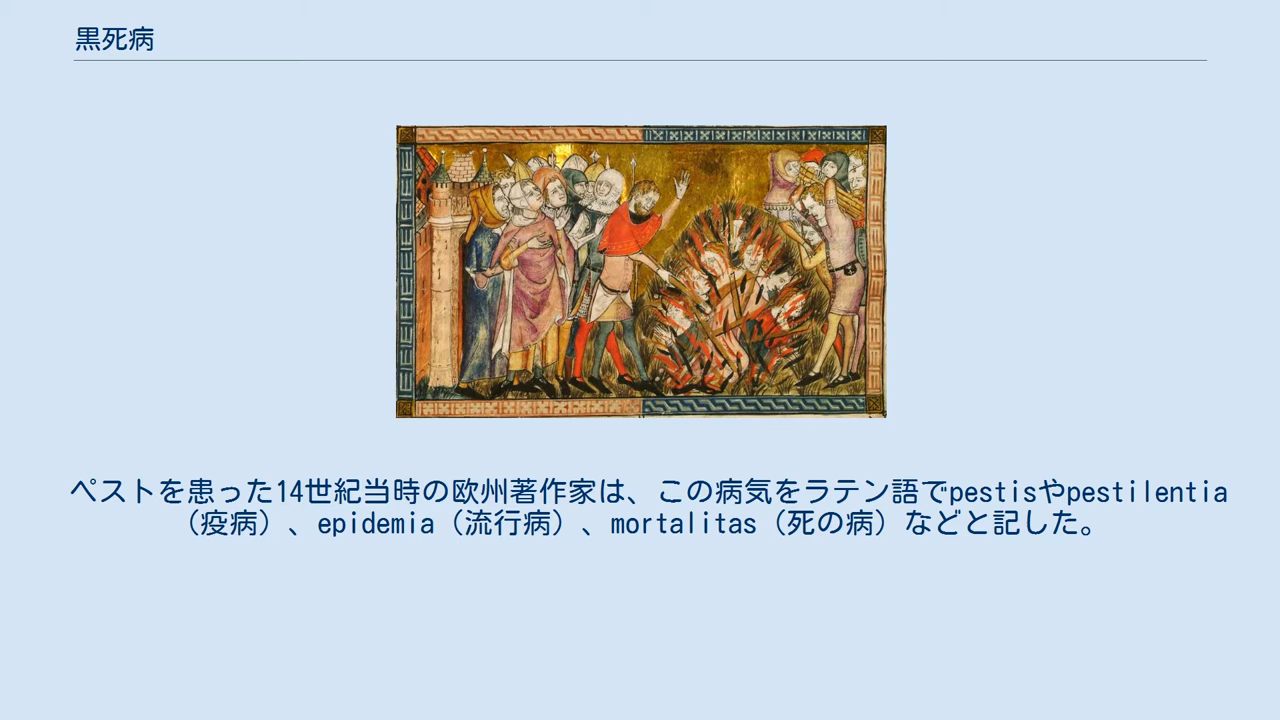 黒死病
ペストを患った14世紀当時の欧州著作家は、この病気をラテン語でpestisやpestilentia
（疫病）、epidemia（流行病）、mortalitas（死の病）などと記した。